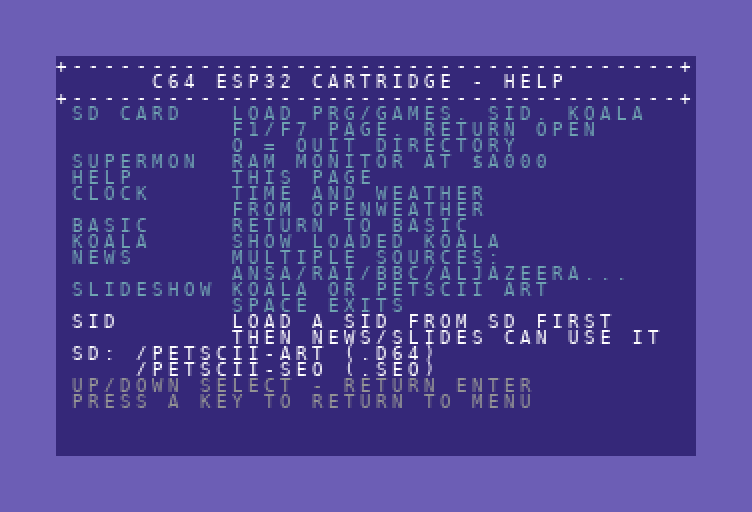 +--------------------------------------+
C64 ESP32 CARTRIDGE - HELP
+--------------------------------------+
SD CARD LOAD PRG/GAMES. SID. KOALA
F1/F7 PAGE. RETURN OPEN
O = QUIT DIRECTORY
SUPERMON RAM MONITOR AT $A000
HELP THIS PAGE
CLOCK TIME AND WEATHER
FROM OPENWEATHER
BASIC RETURN TO BASIC
KOALA SHOW LOADED KOALA
NEWS MULTIPLE SOURCES:
ANSA/RAI/BBC/ALJAZEERA...
SLIDESHOW KOALA OR PETSCII ART
SPACE EXITS
SID LOAD A SID FROM SD FIRST
THEN NEWS/SLIDES CAN USE IT
SD: /PETSCII-ART (.D64)
/PETSCII-SEO (.SEO)
UP/DOWN SELECT - RETURN ENTER
PRESS A KEY TO RETURN TO MENU